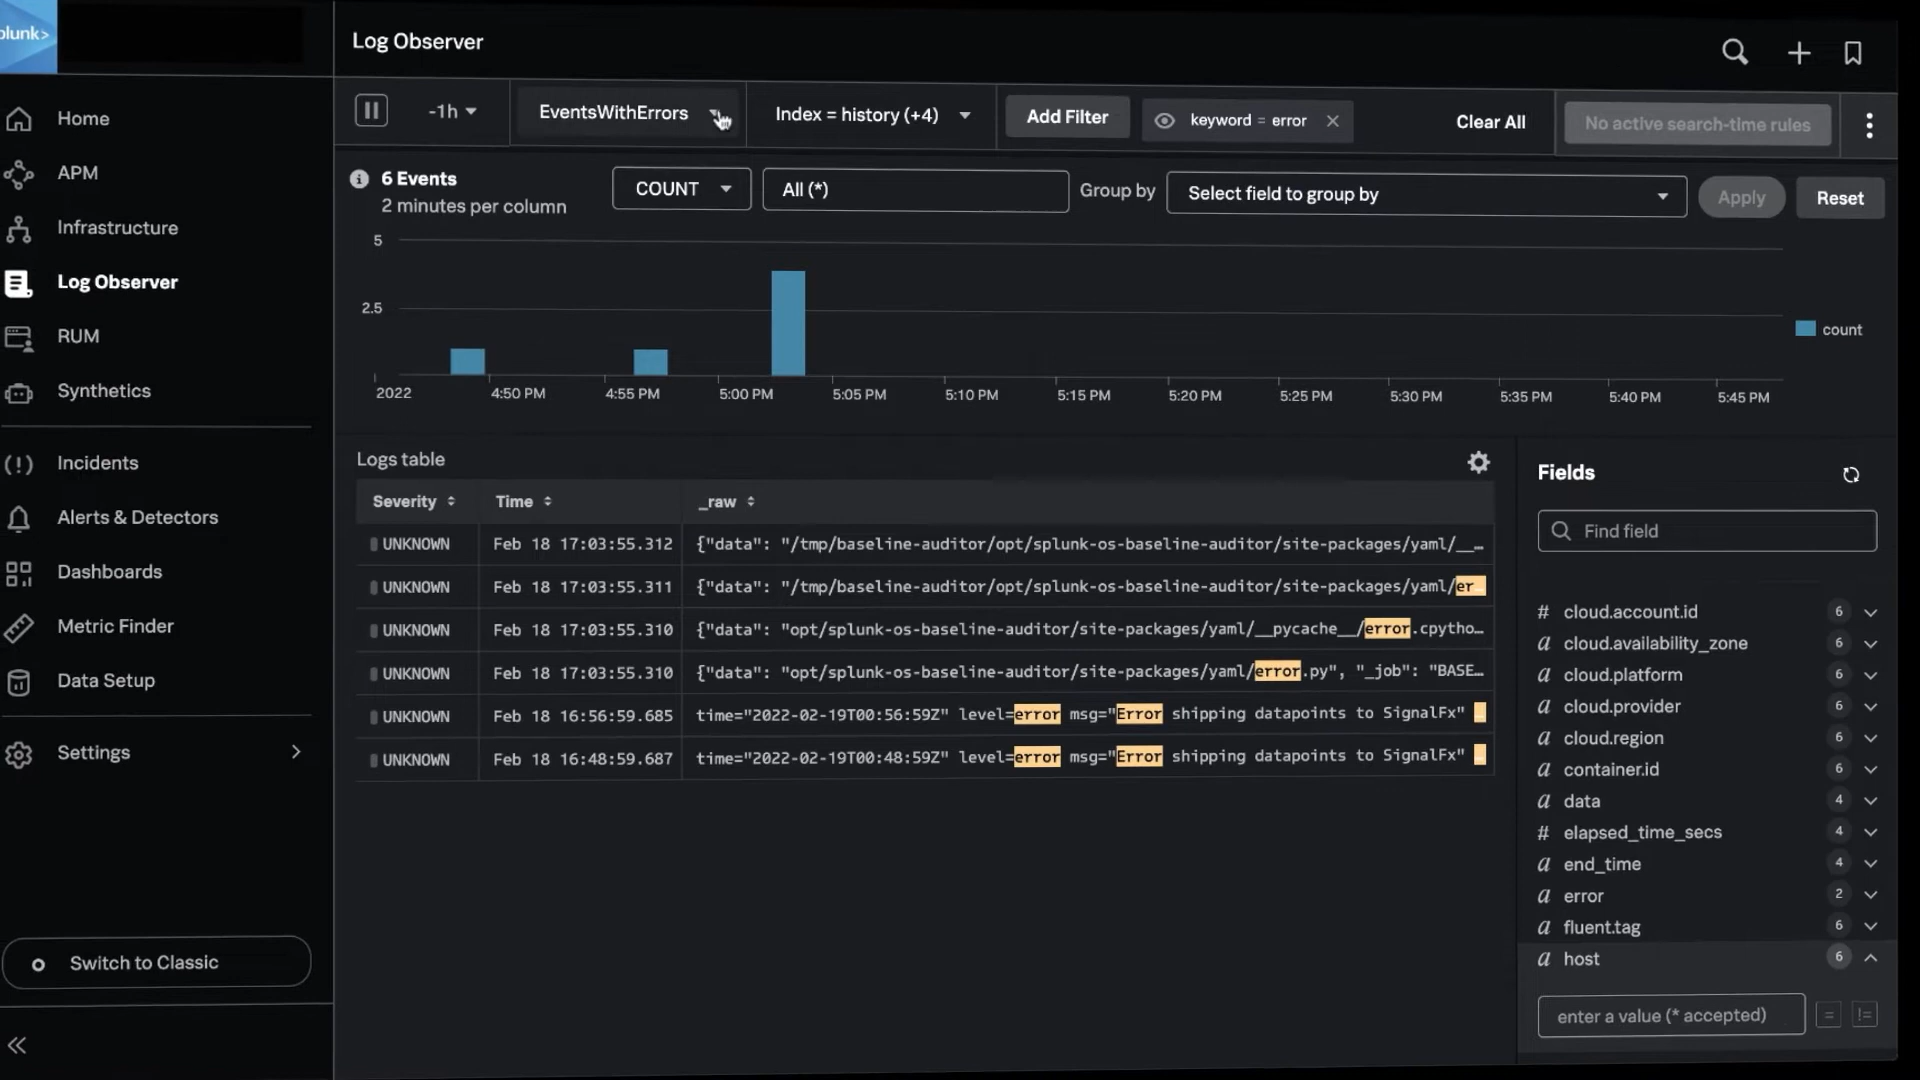 plunk>
Log Observer
Home
APM
Infrastructure
Log Observer
RUM
Synthetics
Incidents
Alerts & Detectors
Dashboards
Metric Finder
Data Setup
Settings
Switch to Classic
-1h
EventsWithErrors
Index = history (+4)
Add Filter
keyword = error
Clear All
No active search-time rules
6 Events
2 minutes per column
COUNT
All (*)
Group by
Select field to group by
Apply
Reset
5
2.5
2022
4:50 PM
4:55 PM
5:00 PM
5:05 PM
5:10 PM
5:15 PM
5:20 PM
5:25 PM
5:30 PM
5:35 PM
5:40 PM
5:45 PM
count
Logs table
Severity Time _raw
UNKNOWN Feb 18 17:03:55.312 {"data": "/tmp/baseline-auditor/opt/splunk-os-baseline-auditor/site-packages/yaml/__…
UNKNOWN Feb 18 17:03:55.311 {"data": "/tmp/baseline-auditor/opt/splunk-os-baseline-auditor/site-packages/yaml/er…
UNKNOWN Feb 18 17:03:55.310 {"data": "opt/splunk-os-baseline-auditor/site-packages/yaml/__pycache__/error.cpytho…
UNKNOWN Feb 18 17:03:55.310 {"data": "opt/splunk-os-baseline-auditor/site-packages/yaml/error.py", "_job": "BASE…
UNKNOWN Feb 18 16:56:59.685 time="2022-02-19T00:56:59Z" level=error msg="Error shipping datapoints to SignalFx" …
UNKNOWN Feb 18 16:48:59.687 time="2022-02-19T00:48:59Z" level=error msg="Error shipping datapoints to SignalFx" …
Fields
Find field
# cloud.account.id 6
a cloud.availability_zone 6
a cloud.platform 6
a cloud.provider 6
a cloud.region 6
a container.id 6
a data 4
# elapsed_time_secs 4
a end_time 4
a error 2
a fluent.tag 6
a host 6
enter a value (* accepted) = !=